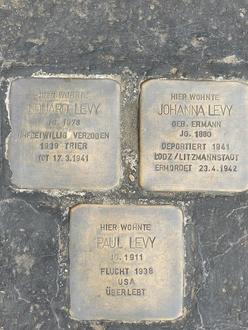 HIER WOHNTE
EDUARD LEVY
JG. 1878
UNFREIWILLIG VERZOGEN
1939 TRIER
TOT 17.3.1941
HIER WOHNTE
JOHANNA LEVY
GEB. ERMANN
JG. 1880
DEPORTIERT 1941
LODZ/LITZMANNSTADT
ERMORDET 23.4.1942
HIER WOHNTE
PAUL LEVY
JG. 1911
FLUCHT 1938
USA
ÜBERLEBT